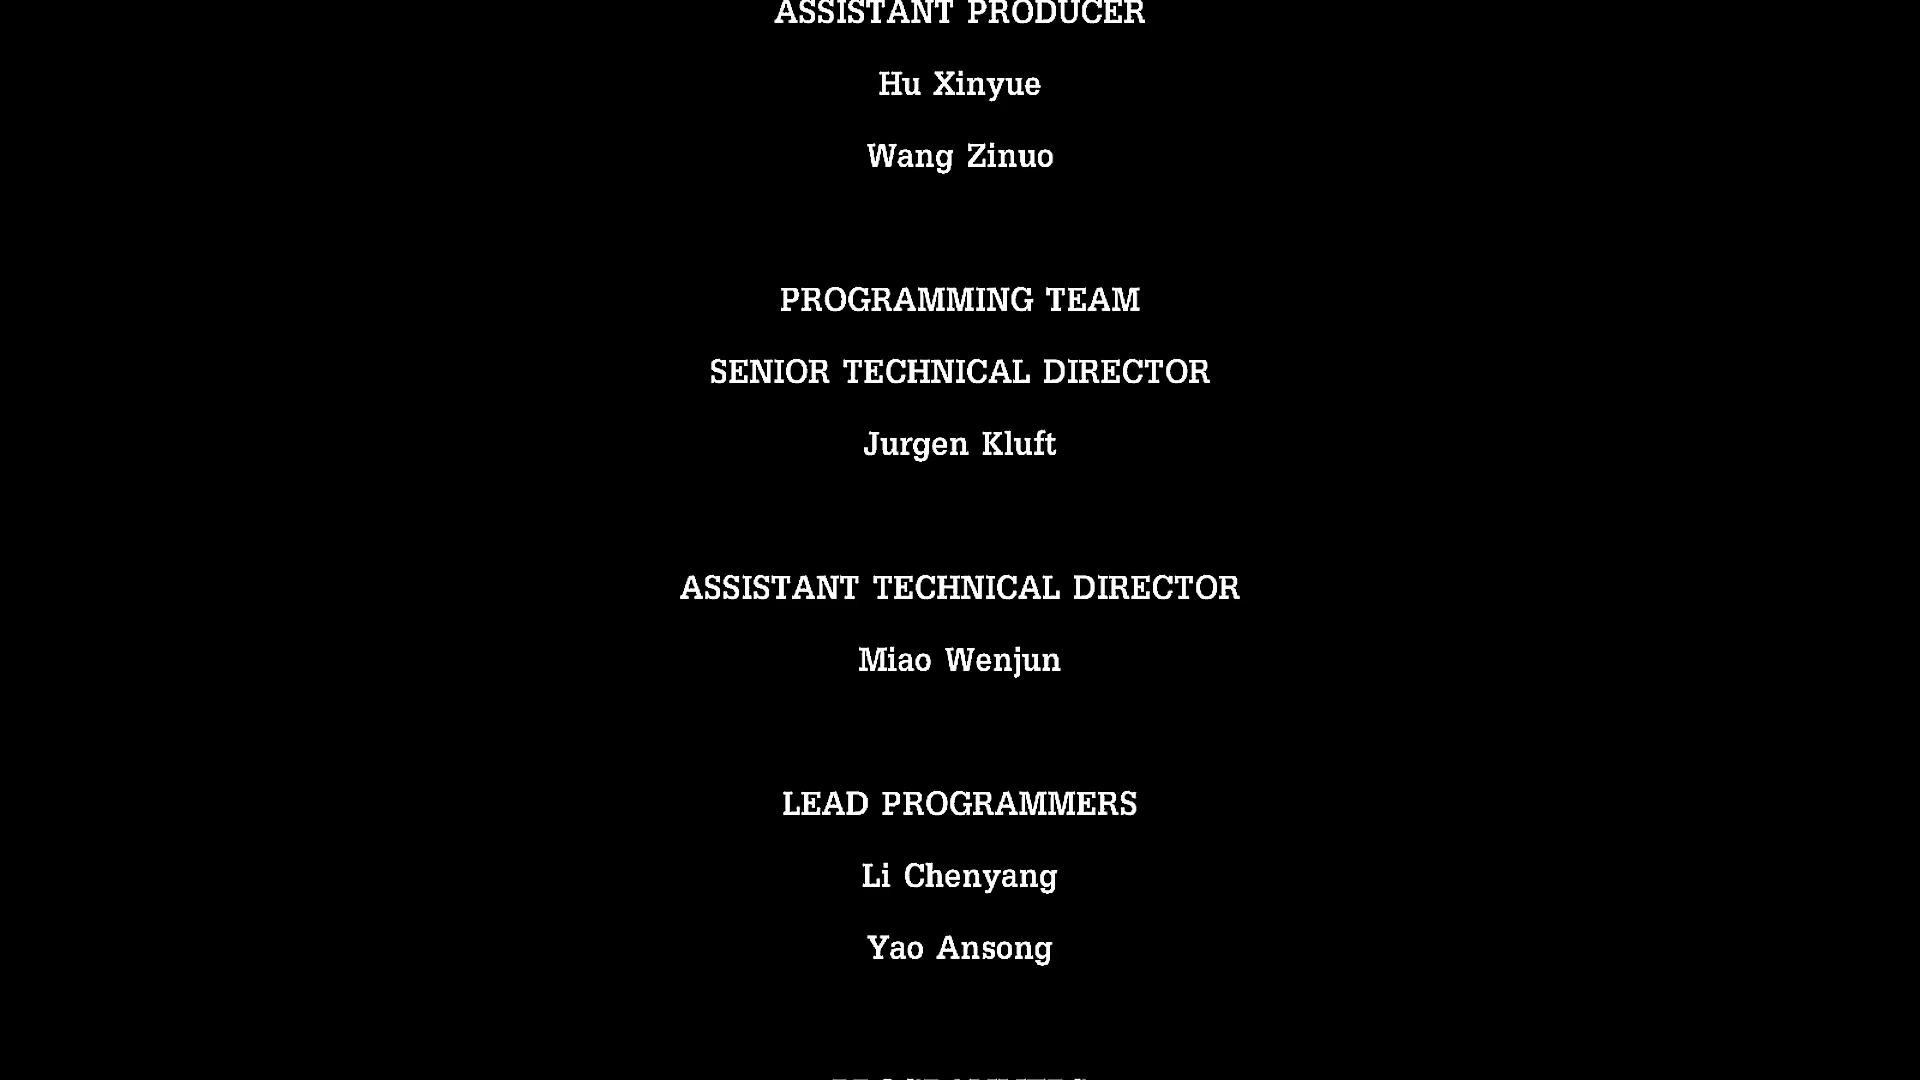 ASSISTANT PRODUCER
Hu Xinyue
Wang Zinuo
PROGRAMMING TEAM
SENIOR TECHNICAL DIRECTOR
Jurgen Kluft
ASSISTANT TECHNICAL DIRECTOR
Miao Wenjun
LEAD PROGRAMMERS
Li Chenyang
Yao Ansong